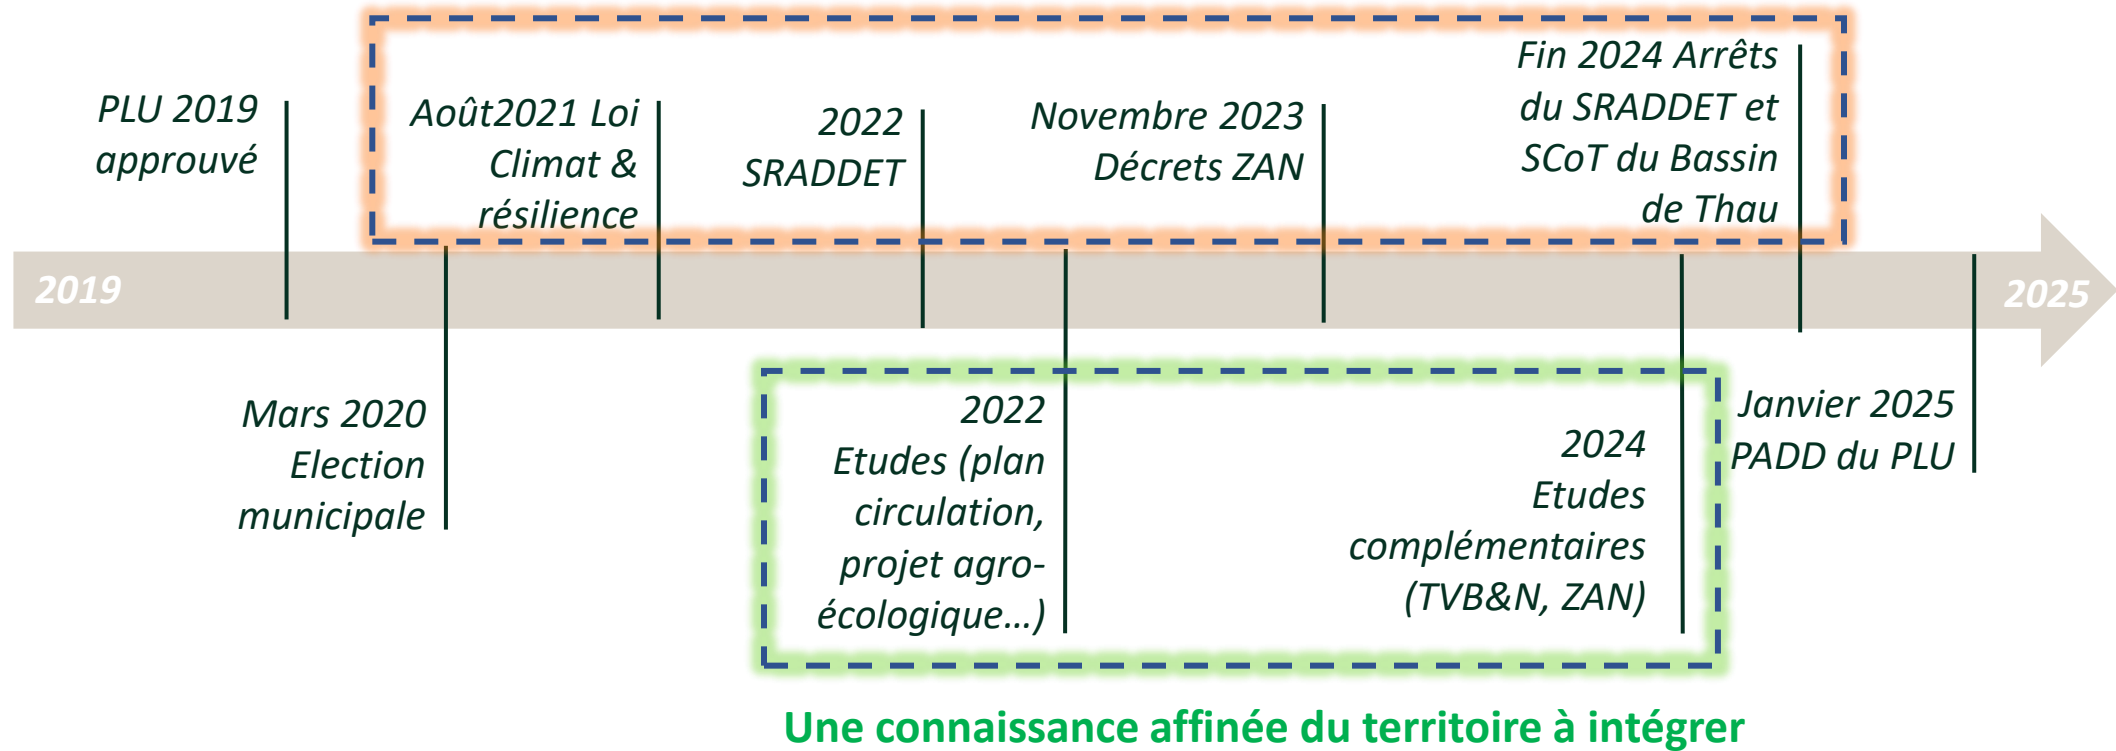 PLU 2019
approuvé
Août2021 Loi
Climat &
résilience
2022
SRADDET
Novembre 2023
Décrets ZAN
Fin 2024 Arrêts
du SRADDET et
SCoT du Bassin
de Thau
2019
2025
Mars 2020
Election
municipale
2022
Etudes (plan
circulation,
projet agro-
écologique…)
2024
Etudes
complémentaires
(TVB&N, ZAN)
Janvier 2025
PADD du PLU
Une connaissance affinée du territoire à intégrer